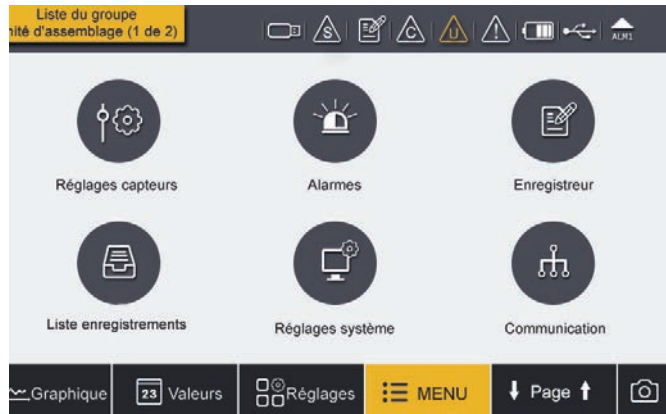 Liste du groupe
nité d'assemblage (1 de 2)
S
C
U
ALM1
Réglages capteurs
Alarmes
Enregistreur
Liste enregistrements
Réglages système
Communication
Graphique
23 Valeurs
Réglages
MENU
Page